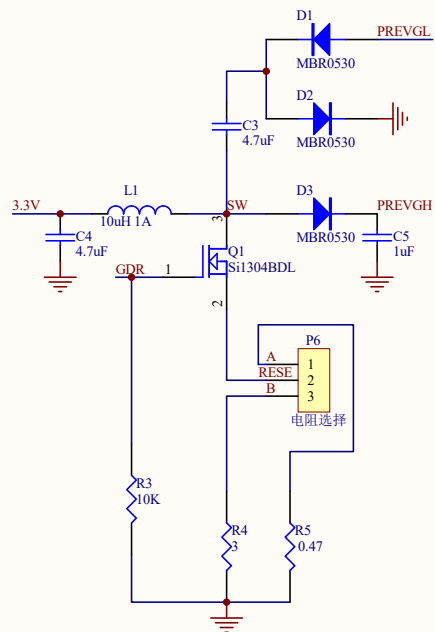 D1
PREVGL
MBR0530
D2
C3
4.7uF
MBR0530
L1
3.3V
SW
D3
PREVGH
10uH 1A
3
MBR0530
C4
4.7uF
C5
1uF
Q1
Si1304BDL
GDR
1
2
P6
A
1
RESE
2
B
3
电阻选择
R3
10K
R4
3
R5
0.47